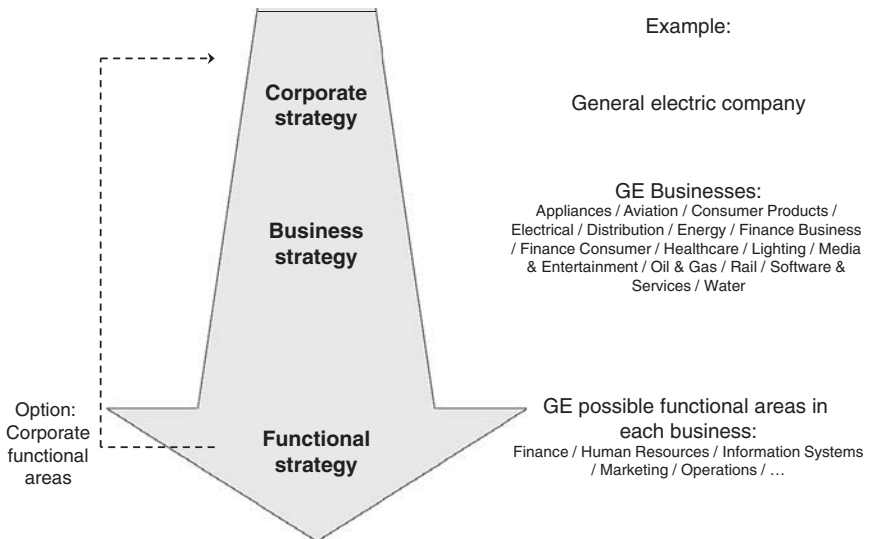 Example:
Corporate
strategy
General electric company
Business
strategy
GE Businesses:
Appliances / Aviation / Consumer Products /
Electrical / Distribution / Energy / Finance Business
/ Finance Consumer / Healthcare / Lighting / Media
& Entertainment / Oil & Gas / Rail / Software &
Services / Water
Option:
Corporate
functional
areas
Functional
strategy
GE possible functional areas in
each business:
Finance / Human Resources / Information Systems
/ Marketing / Operations / …